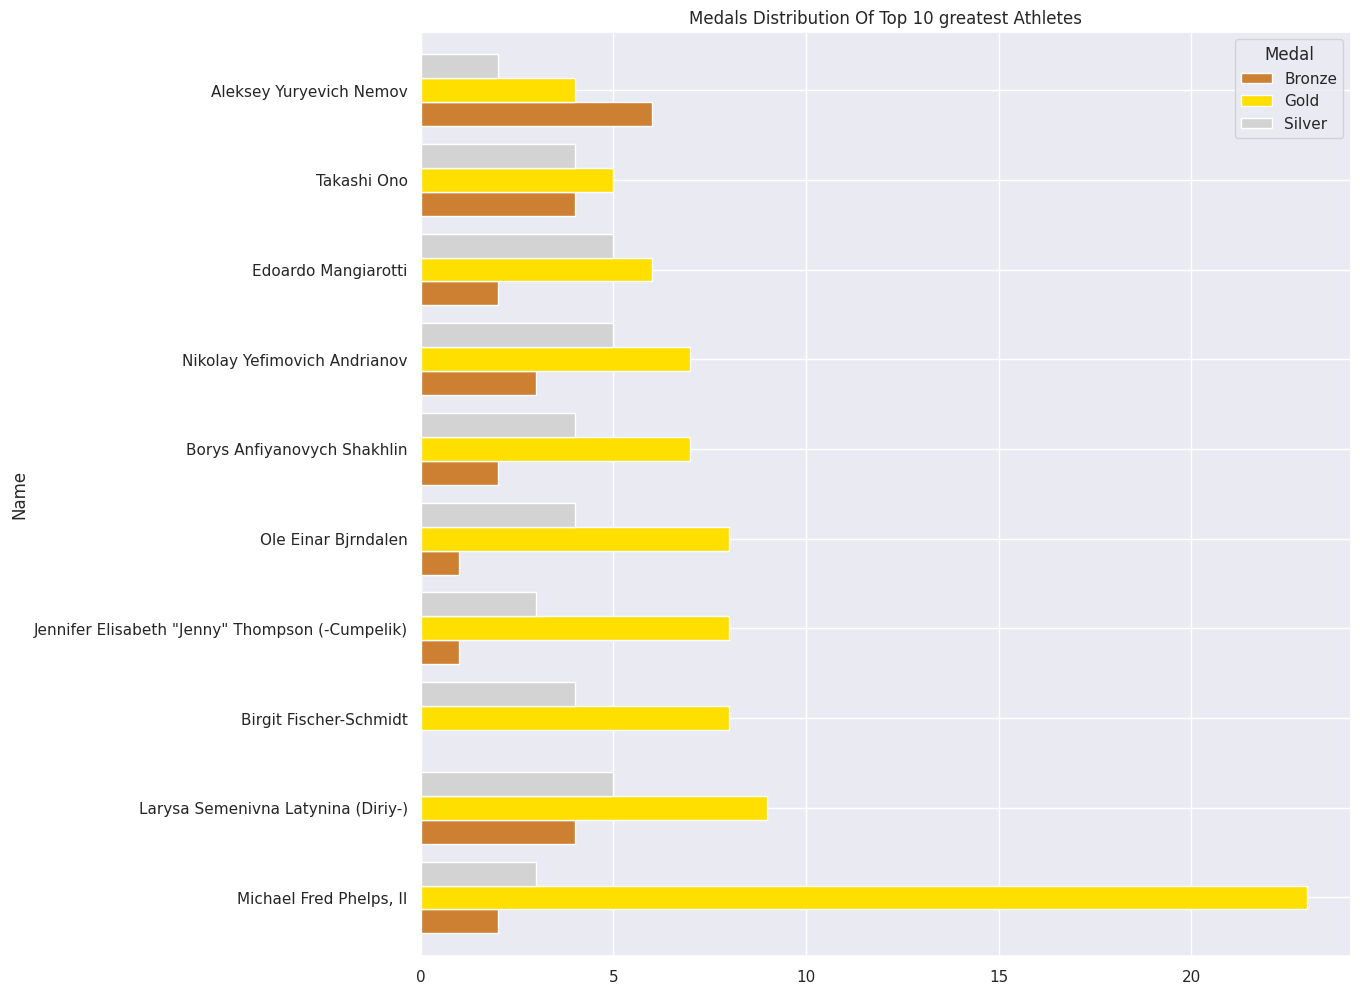 Medals Distribution Of Top 10 greatest Athletes
Medal
Bronze
Gold
Silver
Name
Aleksey Yuryevich Nemov
Takashi Ono
Edoardo Mangiarotti
Nikolay Yefimovich Andrianov
Borys Anfiyanovych Shakhlin
Ole Einar Bjrndalen
Jennifer Elisabeth "Jenny" Thompson (-Cumpelik)
Birgit Fischer-Schmidt
Larysa Semenivna Latynina (Diriy-)
Michael Fred Phelps, II
0 5 10 15 20